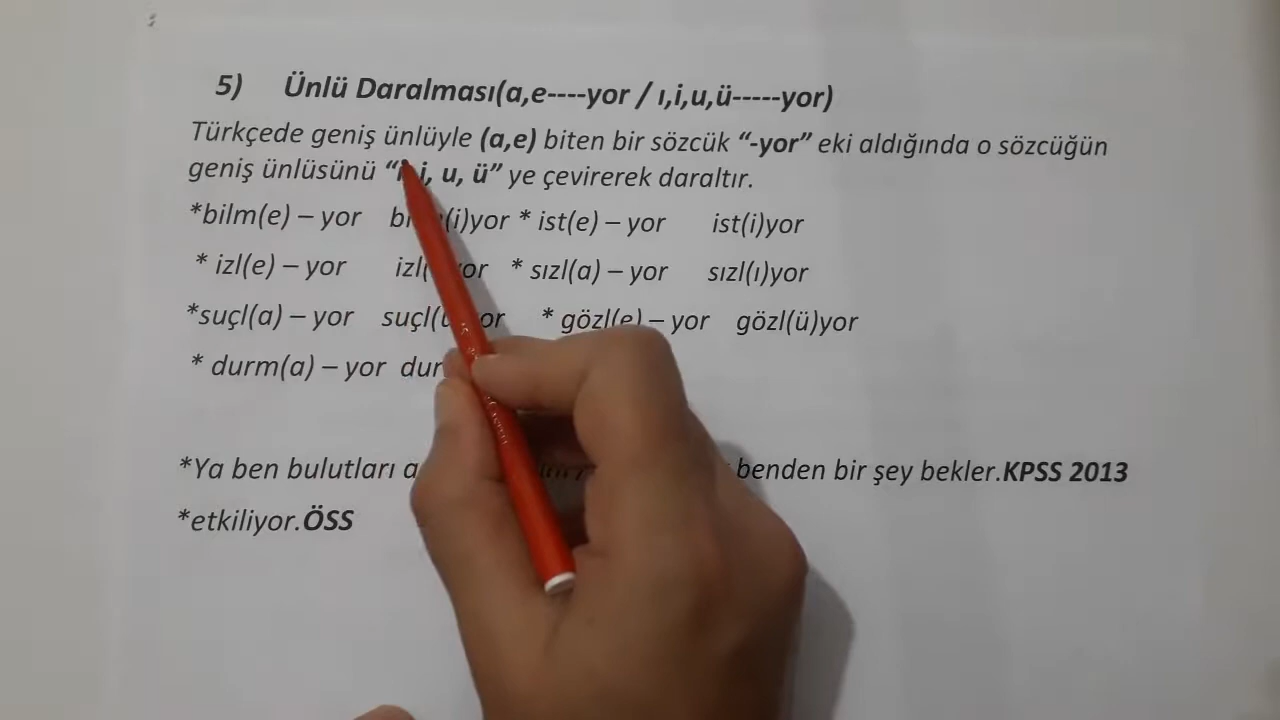 5) Ünlü Daralması(a,e----yor / ı,i,u,ü-----yor)
Türkçede geniş ünlüyle (a,e) biten bir sözcük “-yor” eki aldığında o sözcüğün
geniş ünlüsünü “ i, u, ü” ye çevirerek daraltır.
*bilm(e) – yor (i)yor * ist(e) – yor ist(i)yor
* izl(e) – yor * sızl(a) – yor sızl(ı)yor
*suçl(a) – yor * gözl(e) – yor gözl(ü)yor
* durm(a) – yor
*Ya ben bulutları benden bir şey bekler.KPSS 2013
*etkiliyor.ÖSS